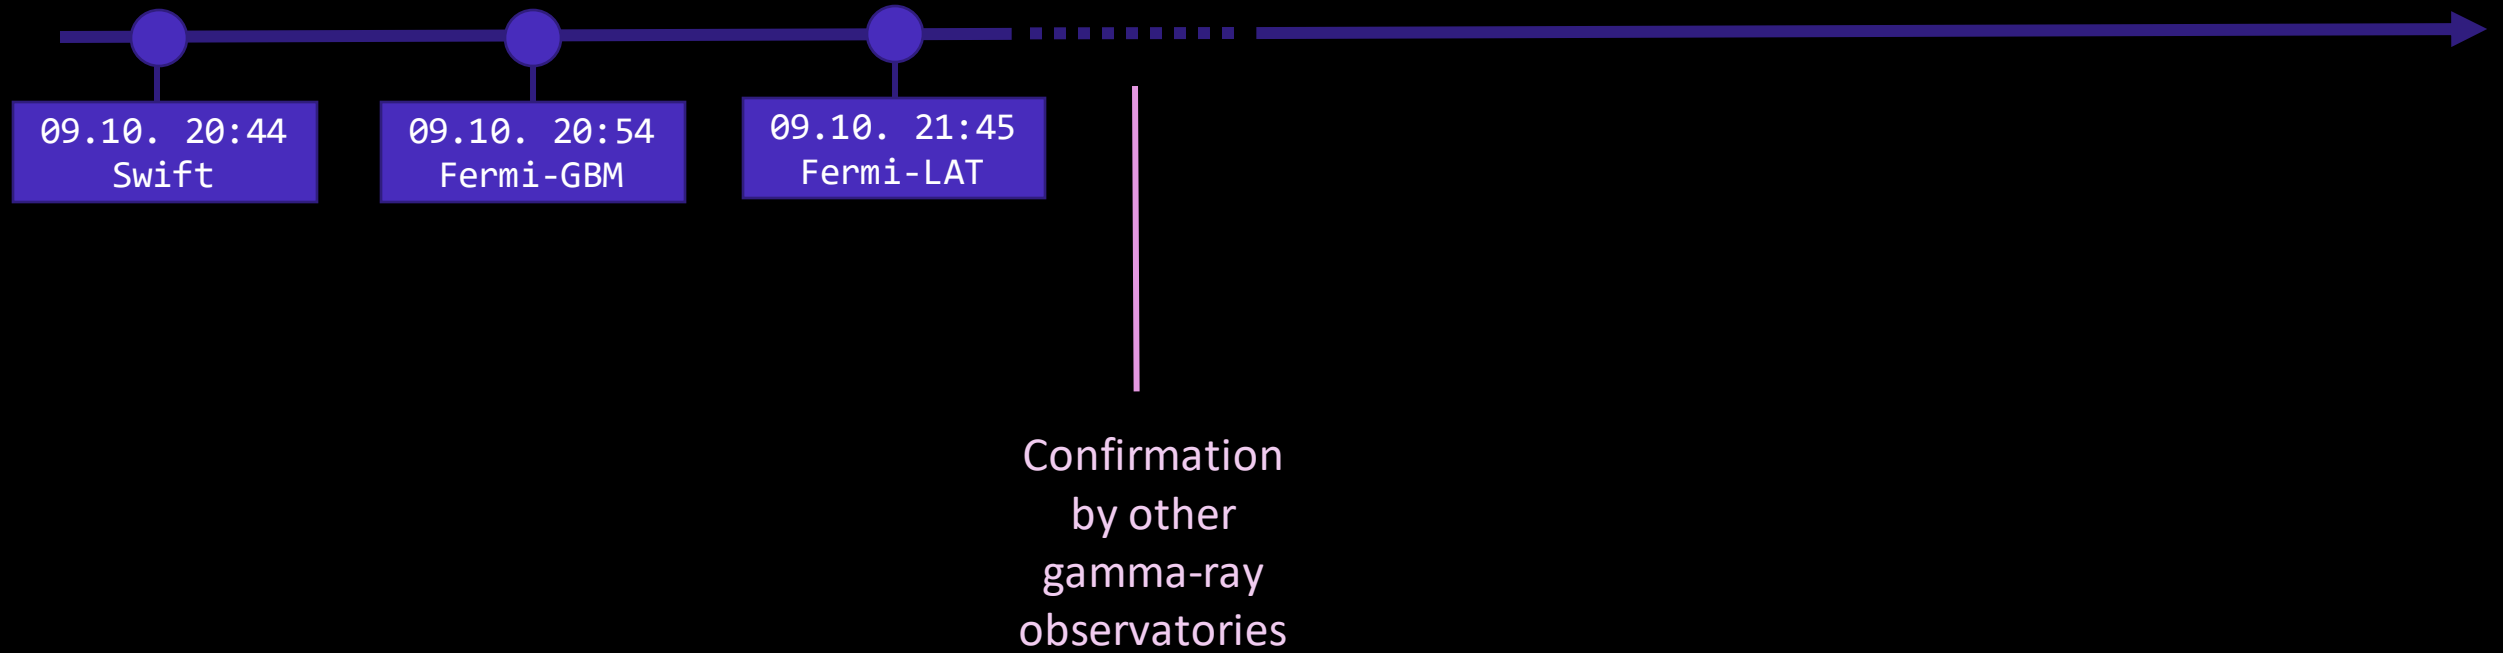 09.10. 20:44
Swift
09.10. 20:54
Fermi-GBM
09.10. 21:45
Fermi-LAT
Confirmation
by other
gamma-ray
observatories